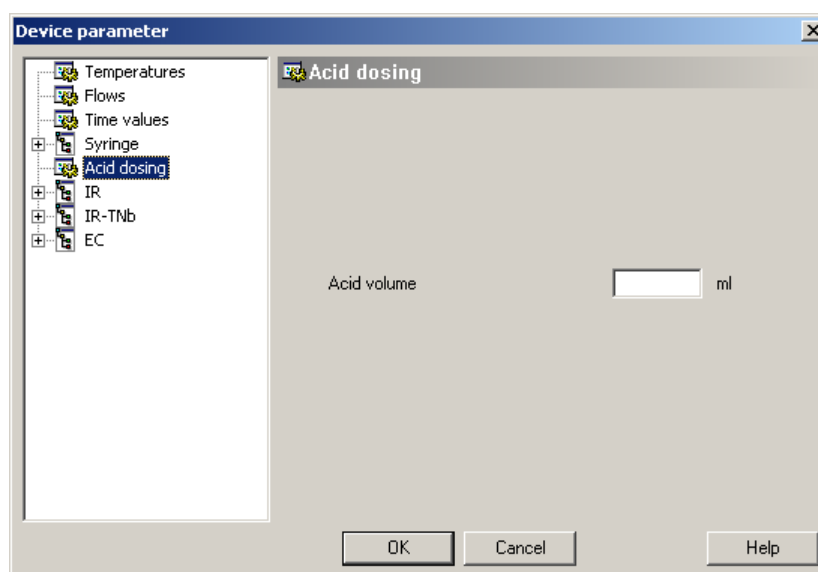 Device parameter
Temperatures
Flows
Time values
Syringe
Acid dosing
IR
IR-TNb
EC
Acid dosing
Acid volume ml
OK Cancel Help